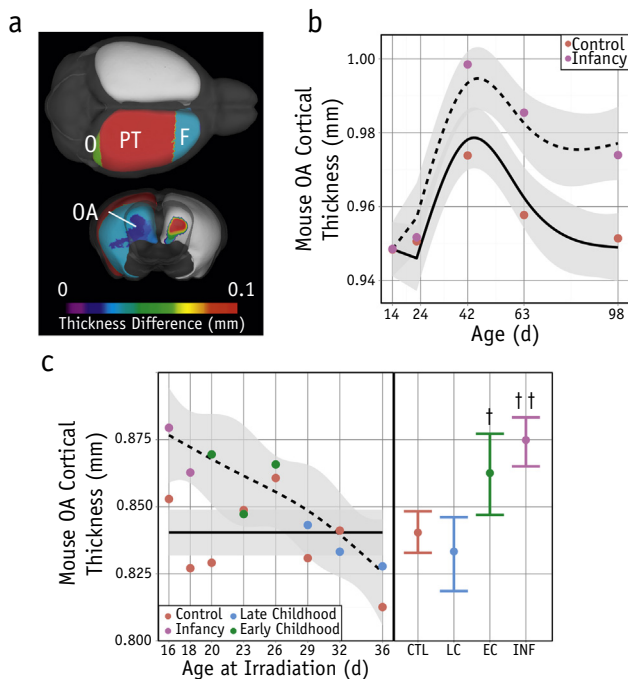 a
O
PT
F
OA
0
0.1
Thickness Difference (mm)
b
Mouse OA Cortical
Thickness (mm)
1.00
0.98
0.96
0.94
Control
Infancy
14
24
42
63
98
Age (d)
c
Mouse OA Cortical
Thickness (mm)
0.875
0.850
0.825
0.800
Control
Late Childhood
Infancy
Early Childhood
16
18
20
23
26
29
32
36
Age at Irradiation (d)
†
††
CTL
LC
EC
INF